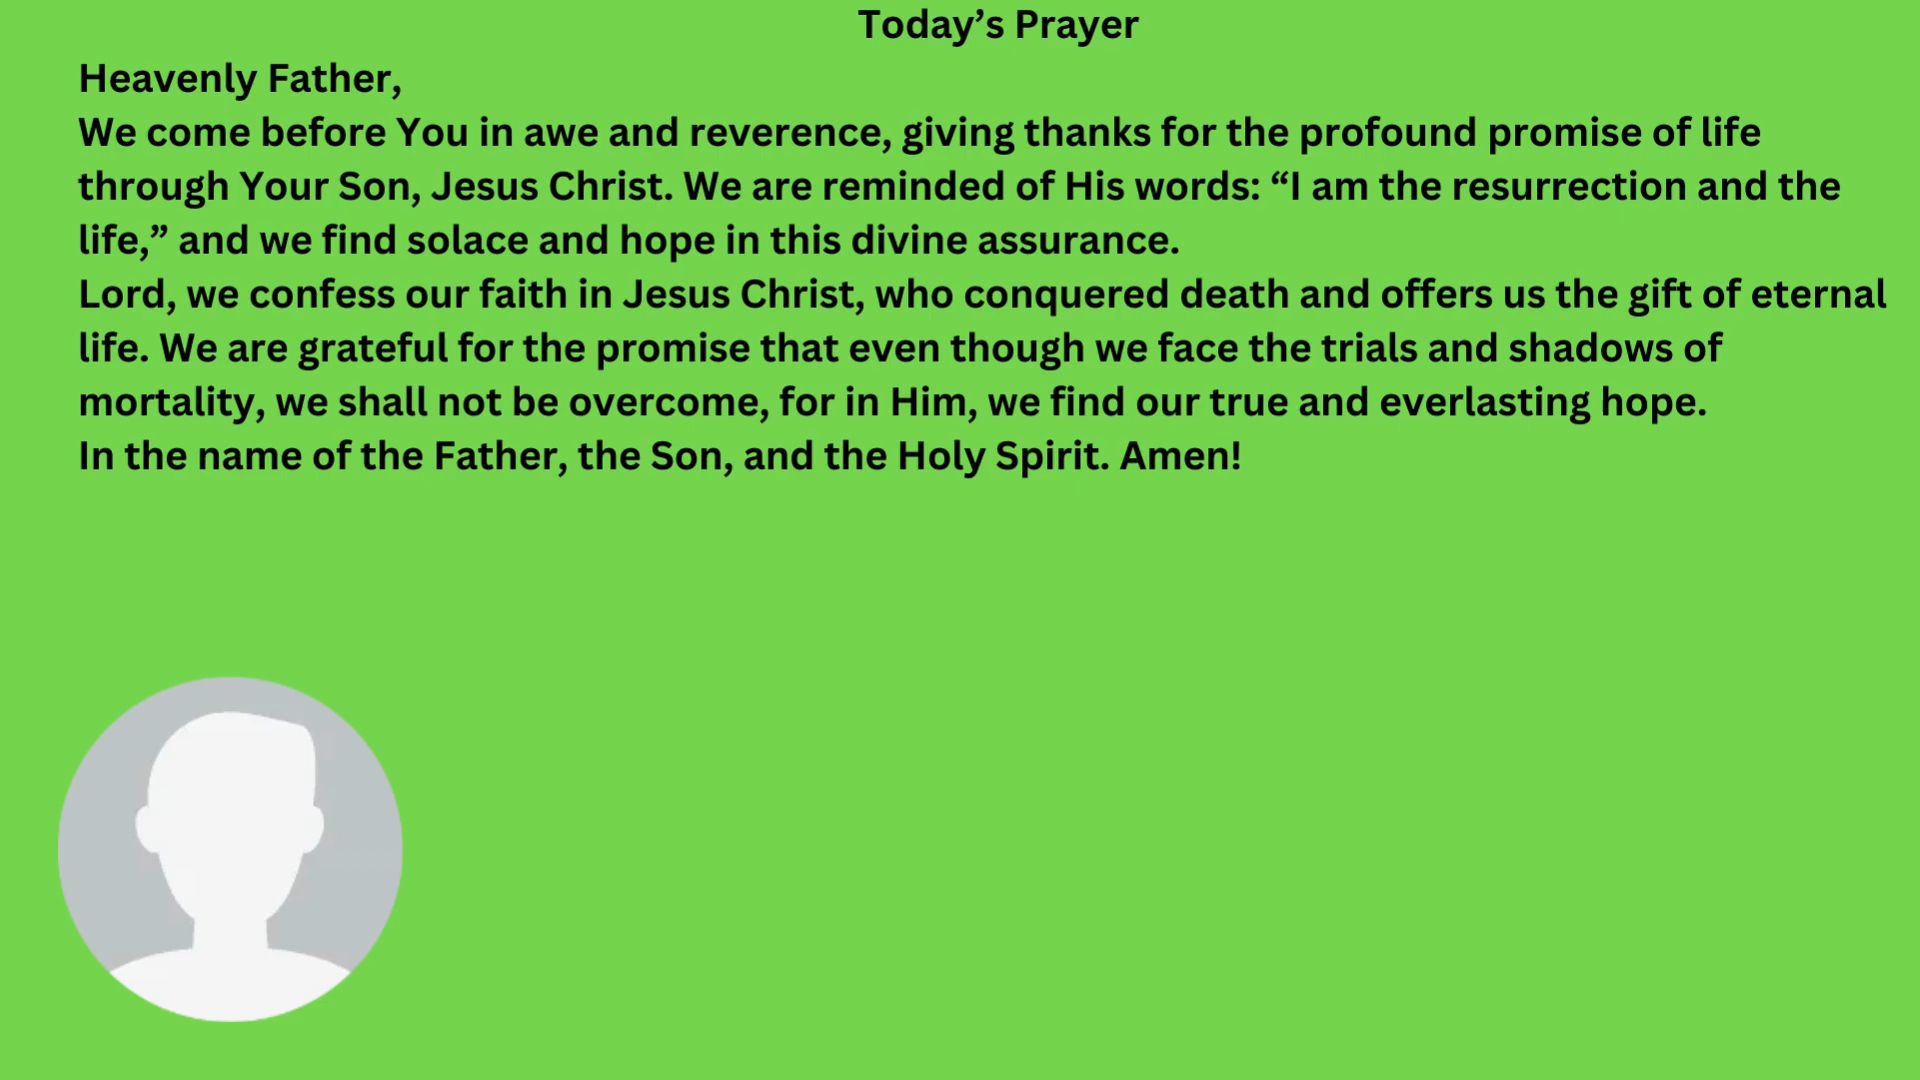 Today’s Prayer
Heavenly Father,
We come before You in awe and reverence, giving thanks for the profound promise of life
through Your Son, Jesus Christ. We are reminded of His words: “I am the resurrection and the
life,” and we find solace and hope in this divine assurance.
Lord, we confess our faith in Jesus Christ, who conquered death and offers us the gift of eternal
life. We are grateful for the promise that even though we face the trials and shadows of
mortality, we shall not be overcome, for in Him, we find our true and everlasting hope.
In the name of the Father, the Son, and the Holy Spirit. Amen!